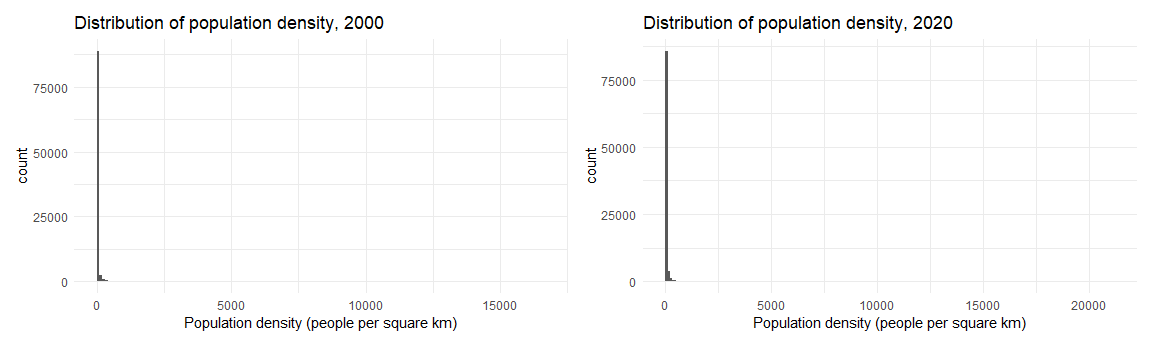 Distribution of population density, 2000
count
75000
50000
25000
0
0 5000 10000 15000
Population density (people per square km)
Distribution of population density, 2020
count
75000
50000
25000
0
0 5000 10000 15000 20000
Population density (people per square km)